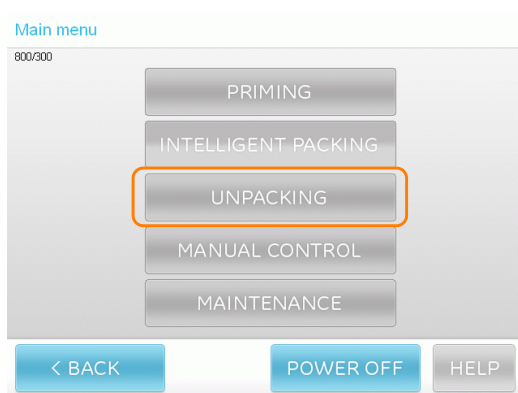 Main menu
800/300
PRIMING
INTELLIGENT PACKING
UNPACKING
MANUAL CONTROL
MAINTENANCE
< BACK
POWER OFF
HELP